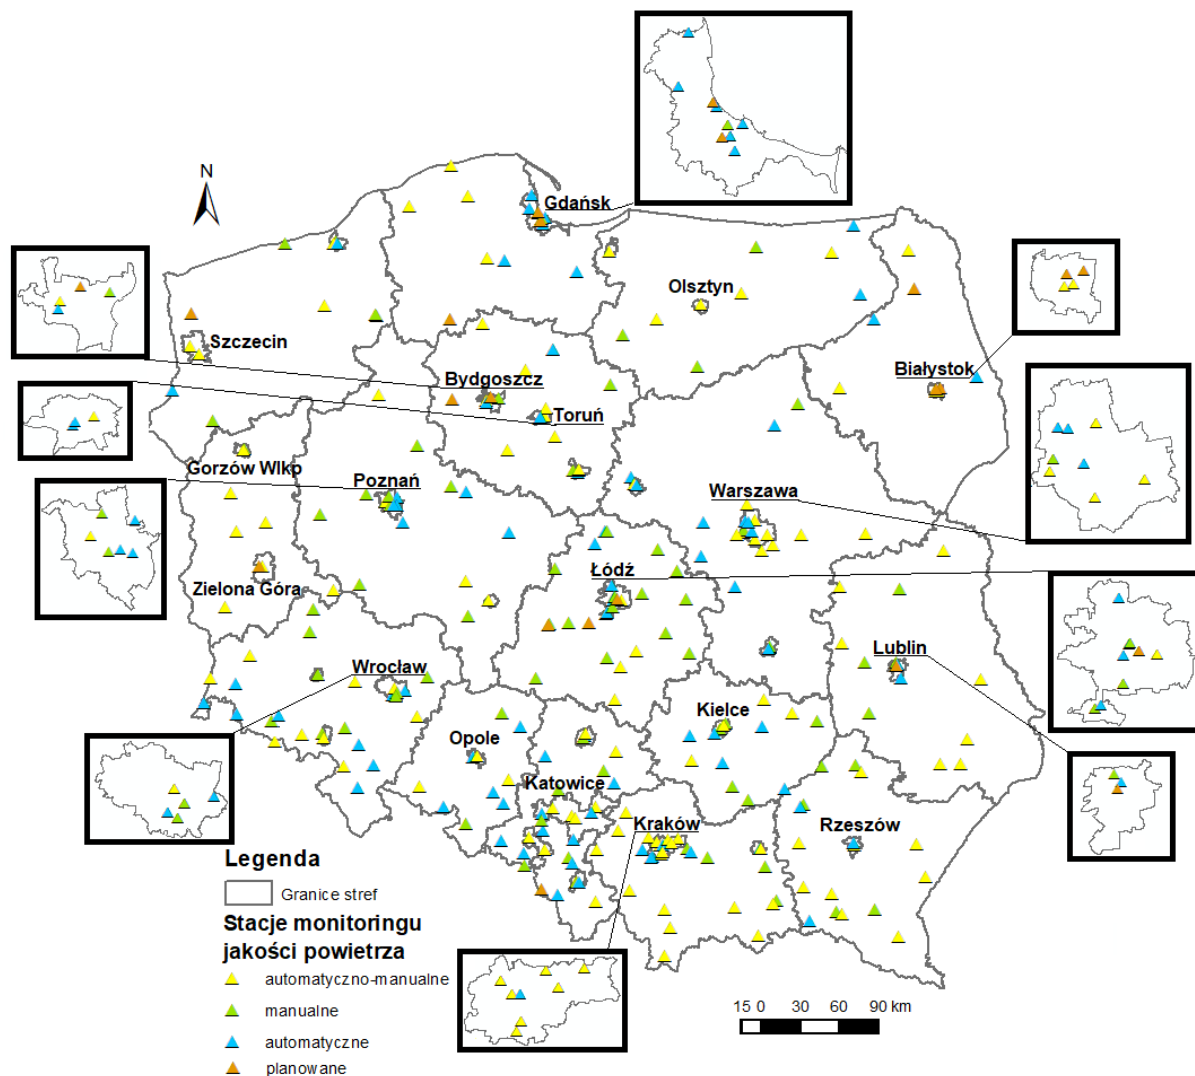 N
Gdańsk
Olsztyn
Szczecin
Białystok
Bydgoszcz
Toruń
Gorzów Wlkp
Poznań
Warszawa
Łódź
Zielona Góra
Lublin
Wrocław
Kielce
Opole
Katowice
Kraków
Rzeszów
Legenda
Granice stref
Stacje monitoringu
jakości powietrza
automatyczno-manualne
manualne
automatyczne
planowane
15 0 30 60 90 km